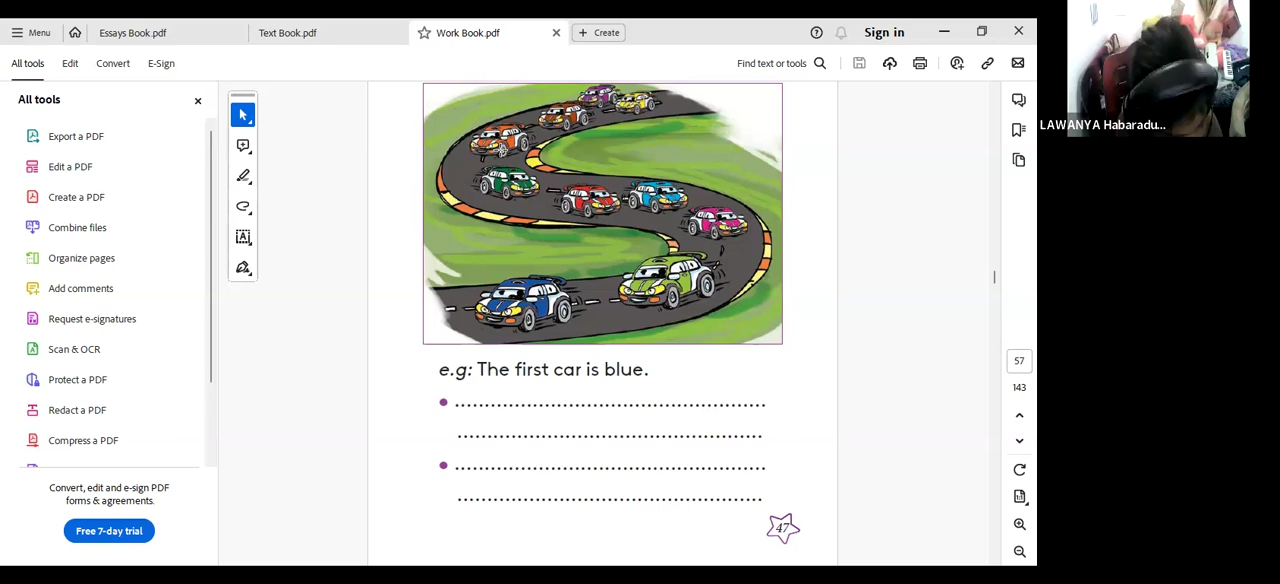 Menu
Essays Book.pdf
Text Book.pdf
Work Book.pdf
Create
Sign in
All tools
Edit
Convert
E-Sign
Find text or tools
All tools
Export a PDF
Edit a PDF
Create a PDF
Combine files
Organize pages
Add comments
Request e-signatures
Scan & OCR
Protect a PDF
Redact a PDF
Compress a PDF
Convert, edit and e-sign PDF
forms & agreements.
Free 7-day trial
e.g: The first car is blue.
47
57
143
LAWANYA Habaradu...